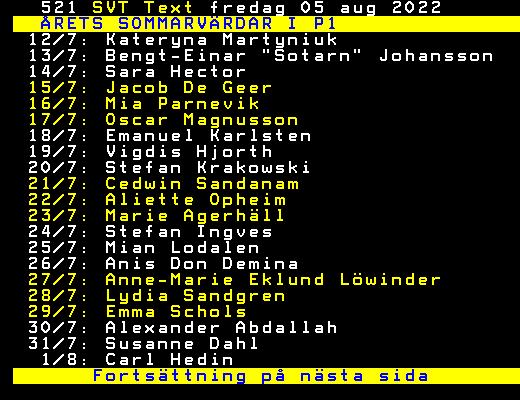 521 SVT Text fredag 05 aug 2022
ÅRETS SOMMARVÄRDAR I P1
12/7: Kateryna Martyniuk
13/7: Bengt-Einar "Sotarn" Johansson
14/7: Sara Hector
15/7: Jacob De Geer
16/7: Mia Parnevik
17/7: Oscar Magnusson
18/7: Emanuel Karlsten
19/7: Vigdis Hjorth
20/7: Stefan Krakowski
21/7: Cedwin Sandanam
22/7: Aliette Opheim
23/7: Marie Agerhäll
24/7: Stefan Ingves
25/7: Mian Lodalen
26/7: Anis Don Demina
27/7: Anne-Marie Eklund Löwinder
28/7: Lydia Sandgren
29/7: Emma Schols
30/7: Alexander Abdallah
31/7: Susanne Dahl
1/8: Carl Hedin
Fortsättning på nästa sida